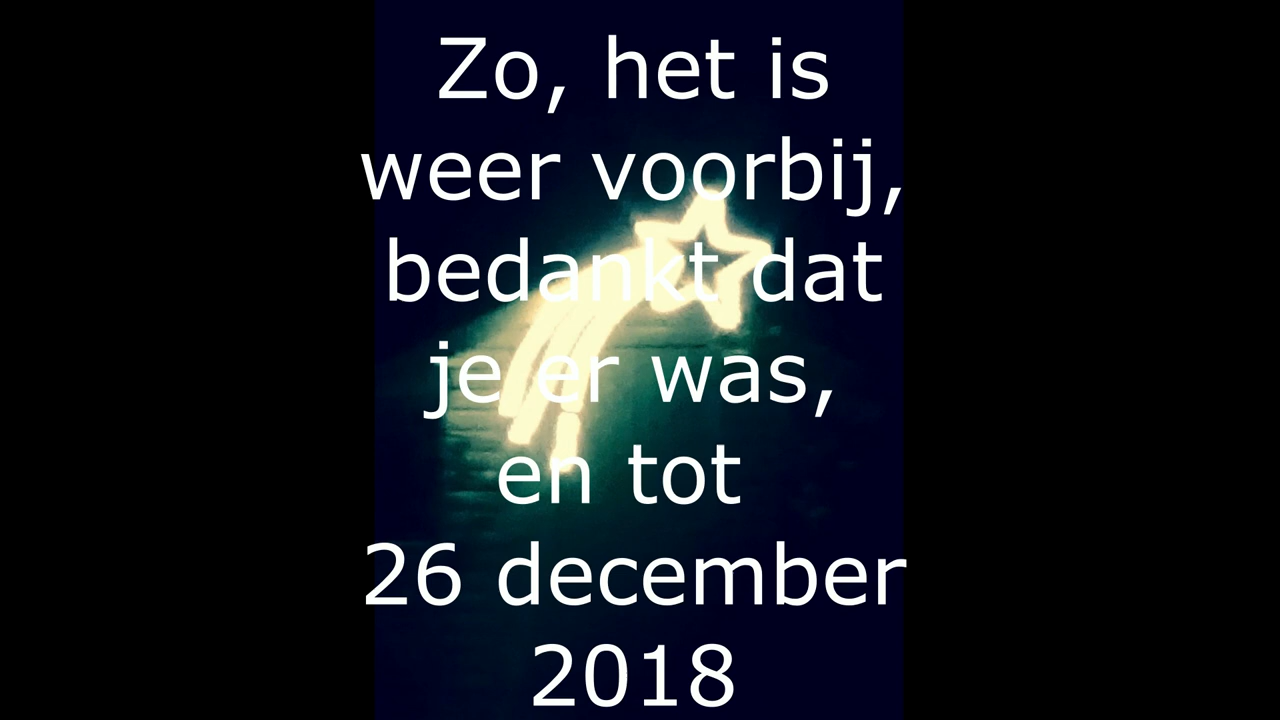 Zo, het is
weer voorbij,
bedankt dat
je er was,
en tot
26 december
2018